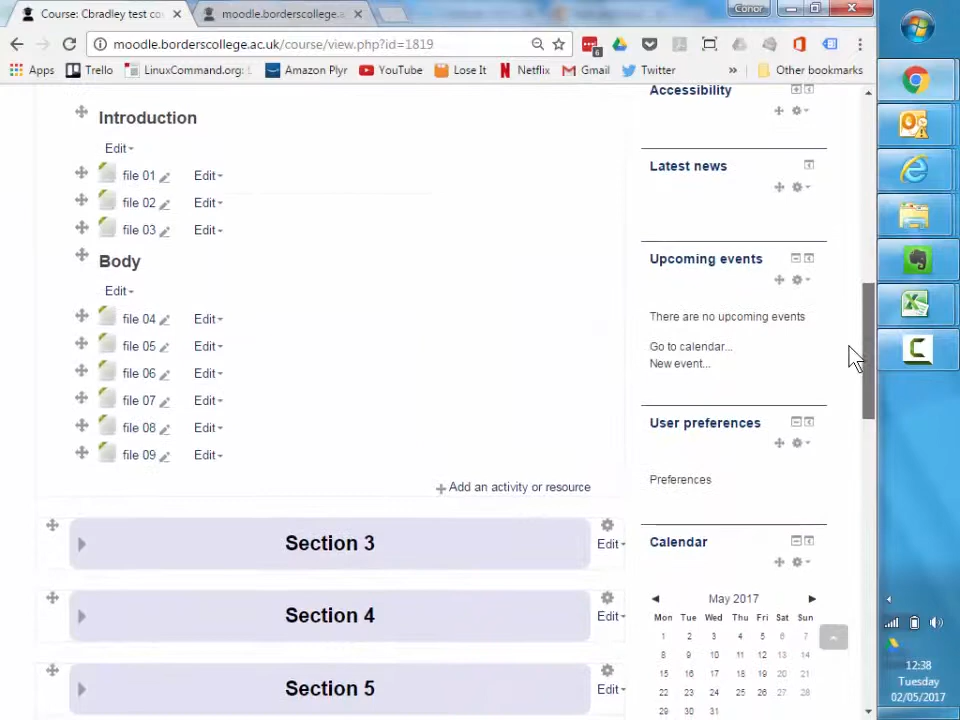 Course: Cbradley test co
moodle.borderscollege.a
Conor
moodle.borderscollege.ac.uk/course/view.php?id=1819
6
Apps
Trello
LinuxCommand.org:
Amazon Plyr
YouTube
Lose It
Netflix
Gmail
Twitter
»
Other bookmarks
Introduction
Edit
file 01 Edit
file 02 Edit
file 03 Edit
Body
Edit
file 04 Edit
file 05 Edit
file 06 Edit
file 07 Edit
file 08 Edit
file 09 Edit
Add an activity or resource
Section 3
Edit
Section 4
Edit
Section 5
Edit
Accessibility
Latest news
Upcoming events
There are no upcoming events
Go to calendar...
New event...
User preferences
Preferences
Calendar
May 2017
Mon Tue Wed Thu Fri Sat Sun
1 2 3 4 5 6 7
8 9 10 11 12 13 14
15 16 17 18 19 20 21
22 23 24 25 26 27 28
29 30 31
12:38
Tuesday
02/05/2017